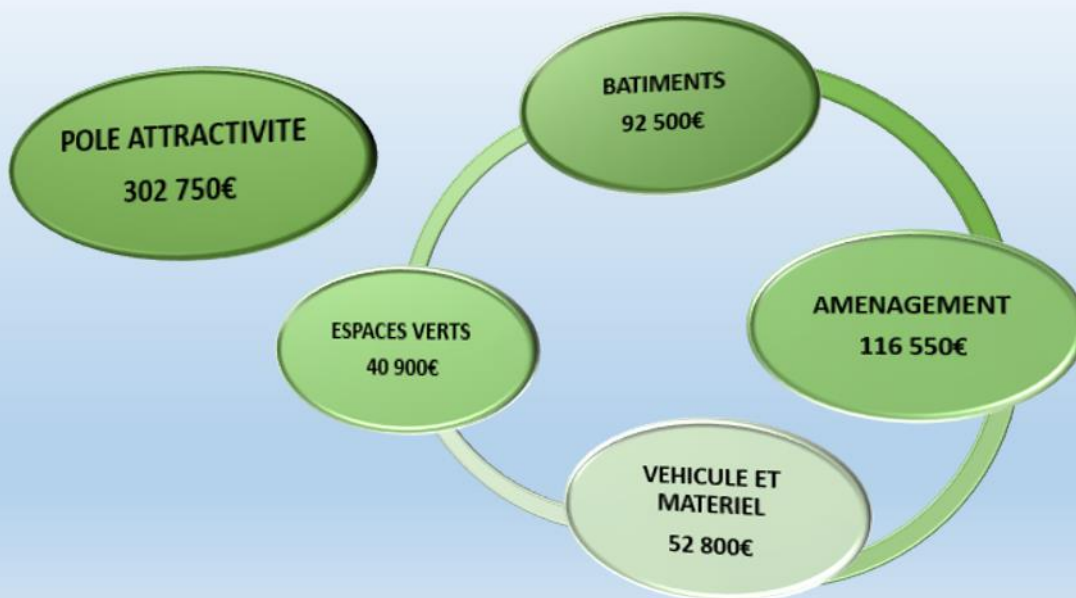 POLE ATTRACTIVITE
302 750€
BATIMENTS
92 500€
AMENAGEMENT
116 550€
VEHICULE ET
MATERIEL
52 800€
ESPACES VERTS
40 900€